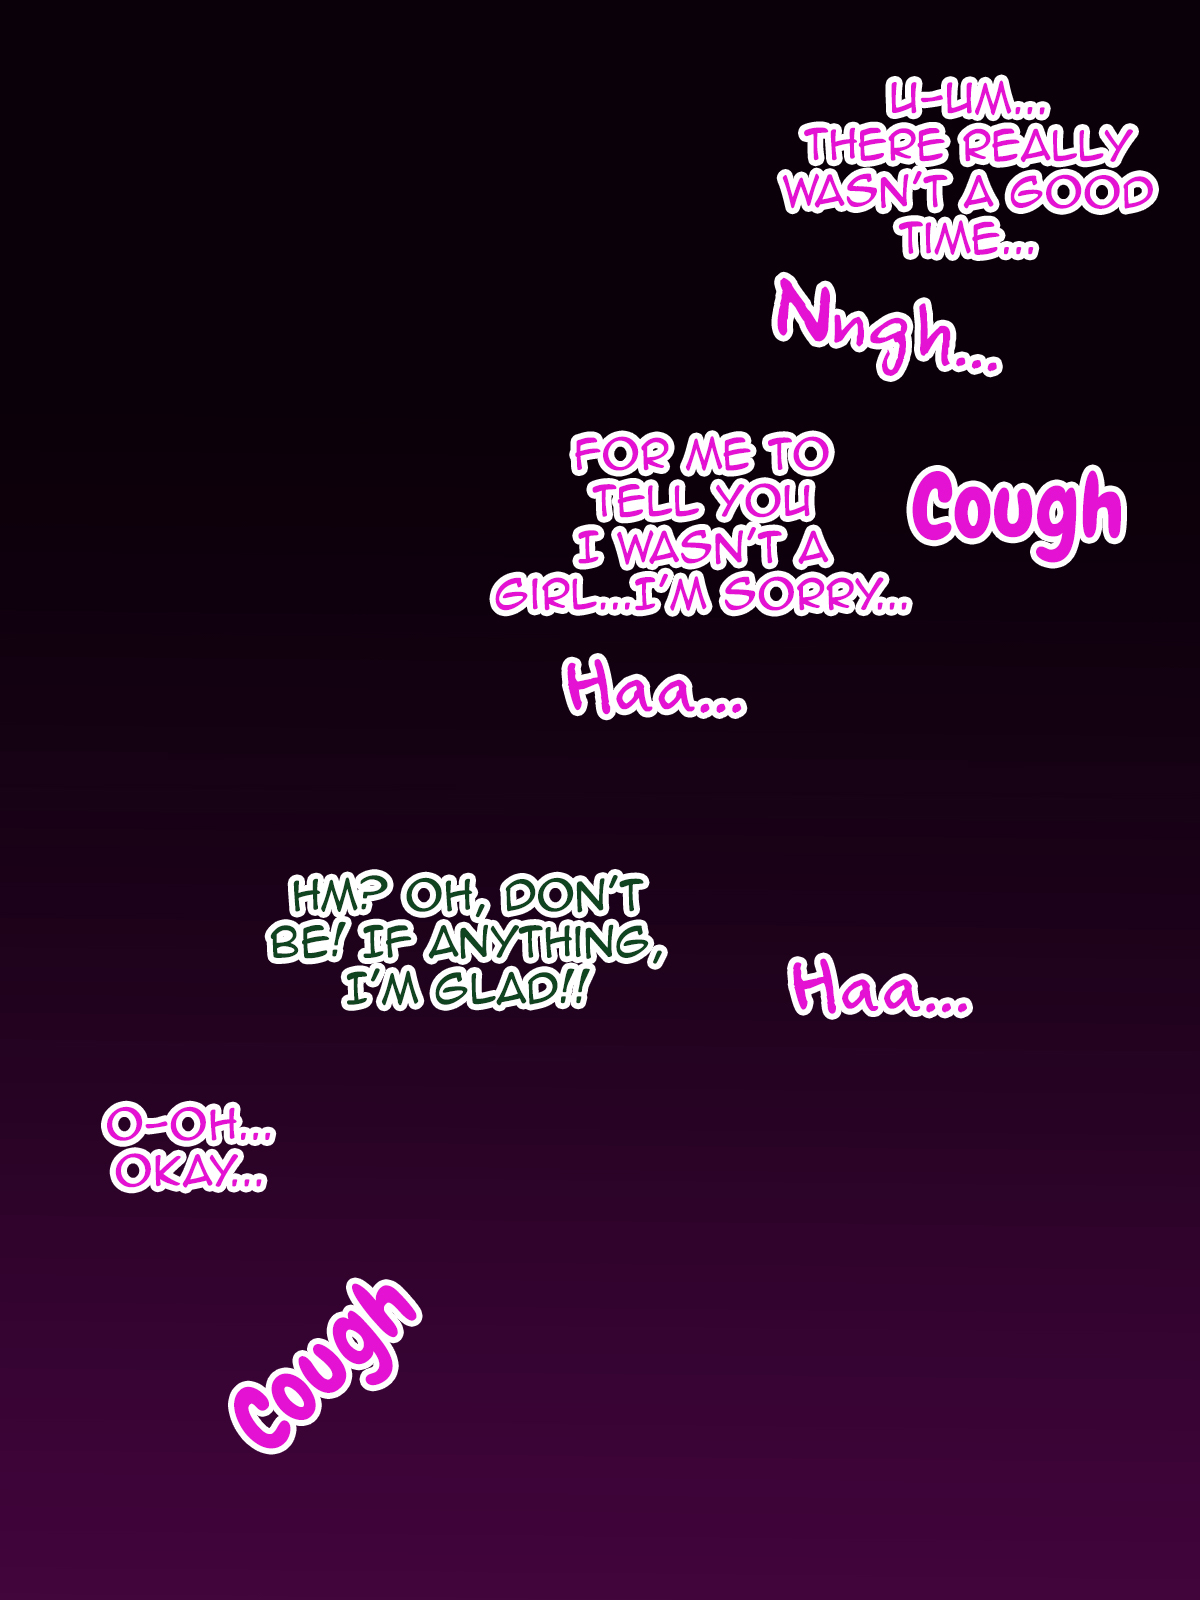 U-UM...
THERE REALLY
WASN'T A GOOD
TIME...
Nngh...
FOR ME TO
TELL YOU
I WASN'T A
GIRL...I'M SORRY...
Cough
Haa...
HM? OH, DON'T
BE! IF ANYTHING,
I'M GLAD!!
Haa...
O-OH...
OKAY...
Cough